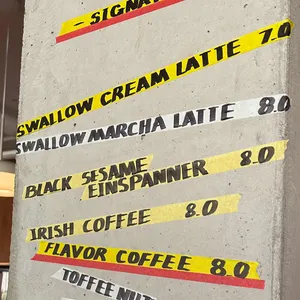 - SIGNA
SWALLOW CREAM LATTE 7.0
SWALLOW MARCHA LATTE 8.0
BLACK SESAME
EINSPANNER 8.0
IRISH COFFEE 8.0
FLAVOR COFFEE 8.0
TOFFEE NUT